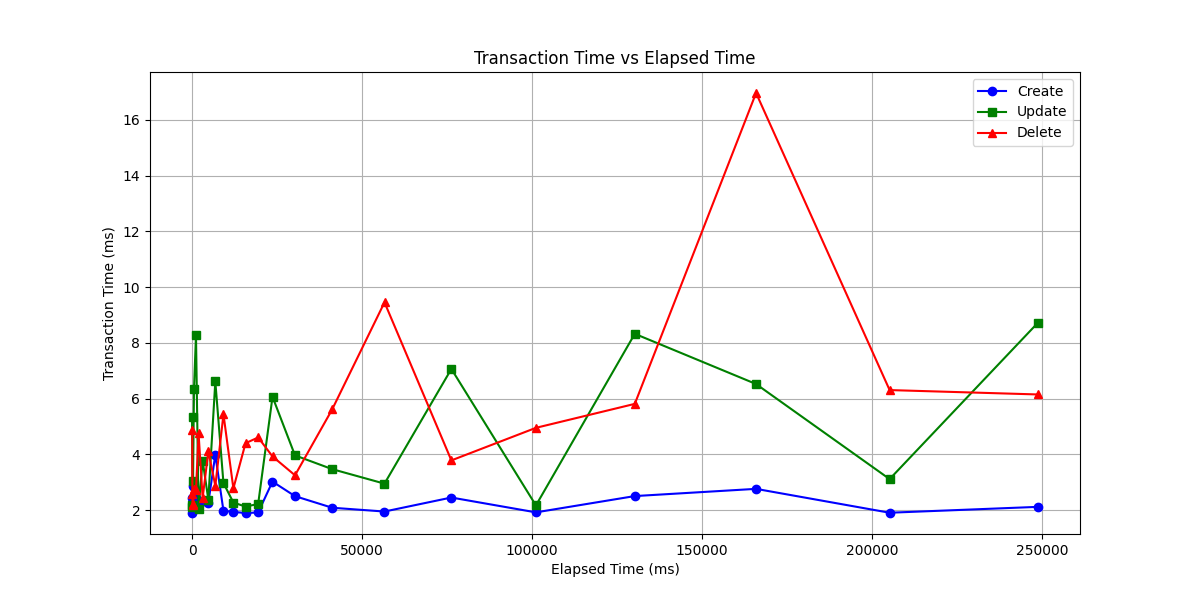 Transaction Time vs Elapsed Time
Create
Update
Delete
Transaction Time (ms)
16
14
12
10
8
6
4
2
0
50000
100000
150000
200000
250000
Elapsed Time (ms)